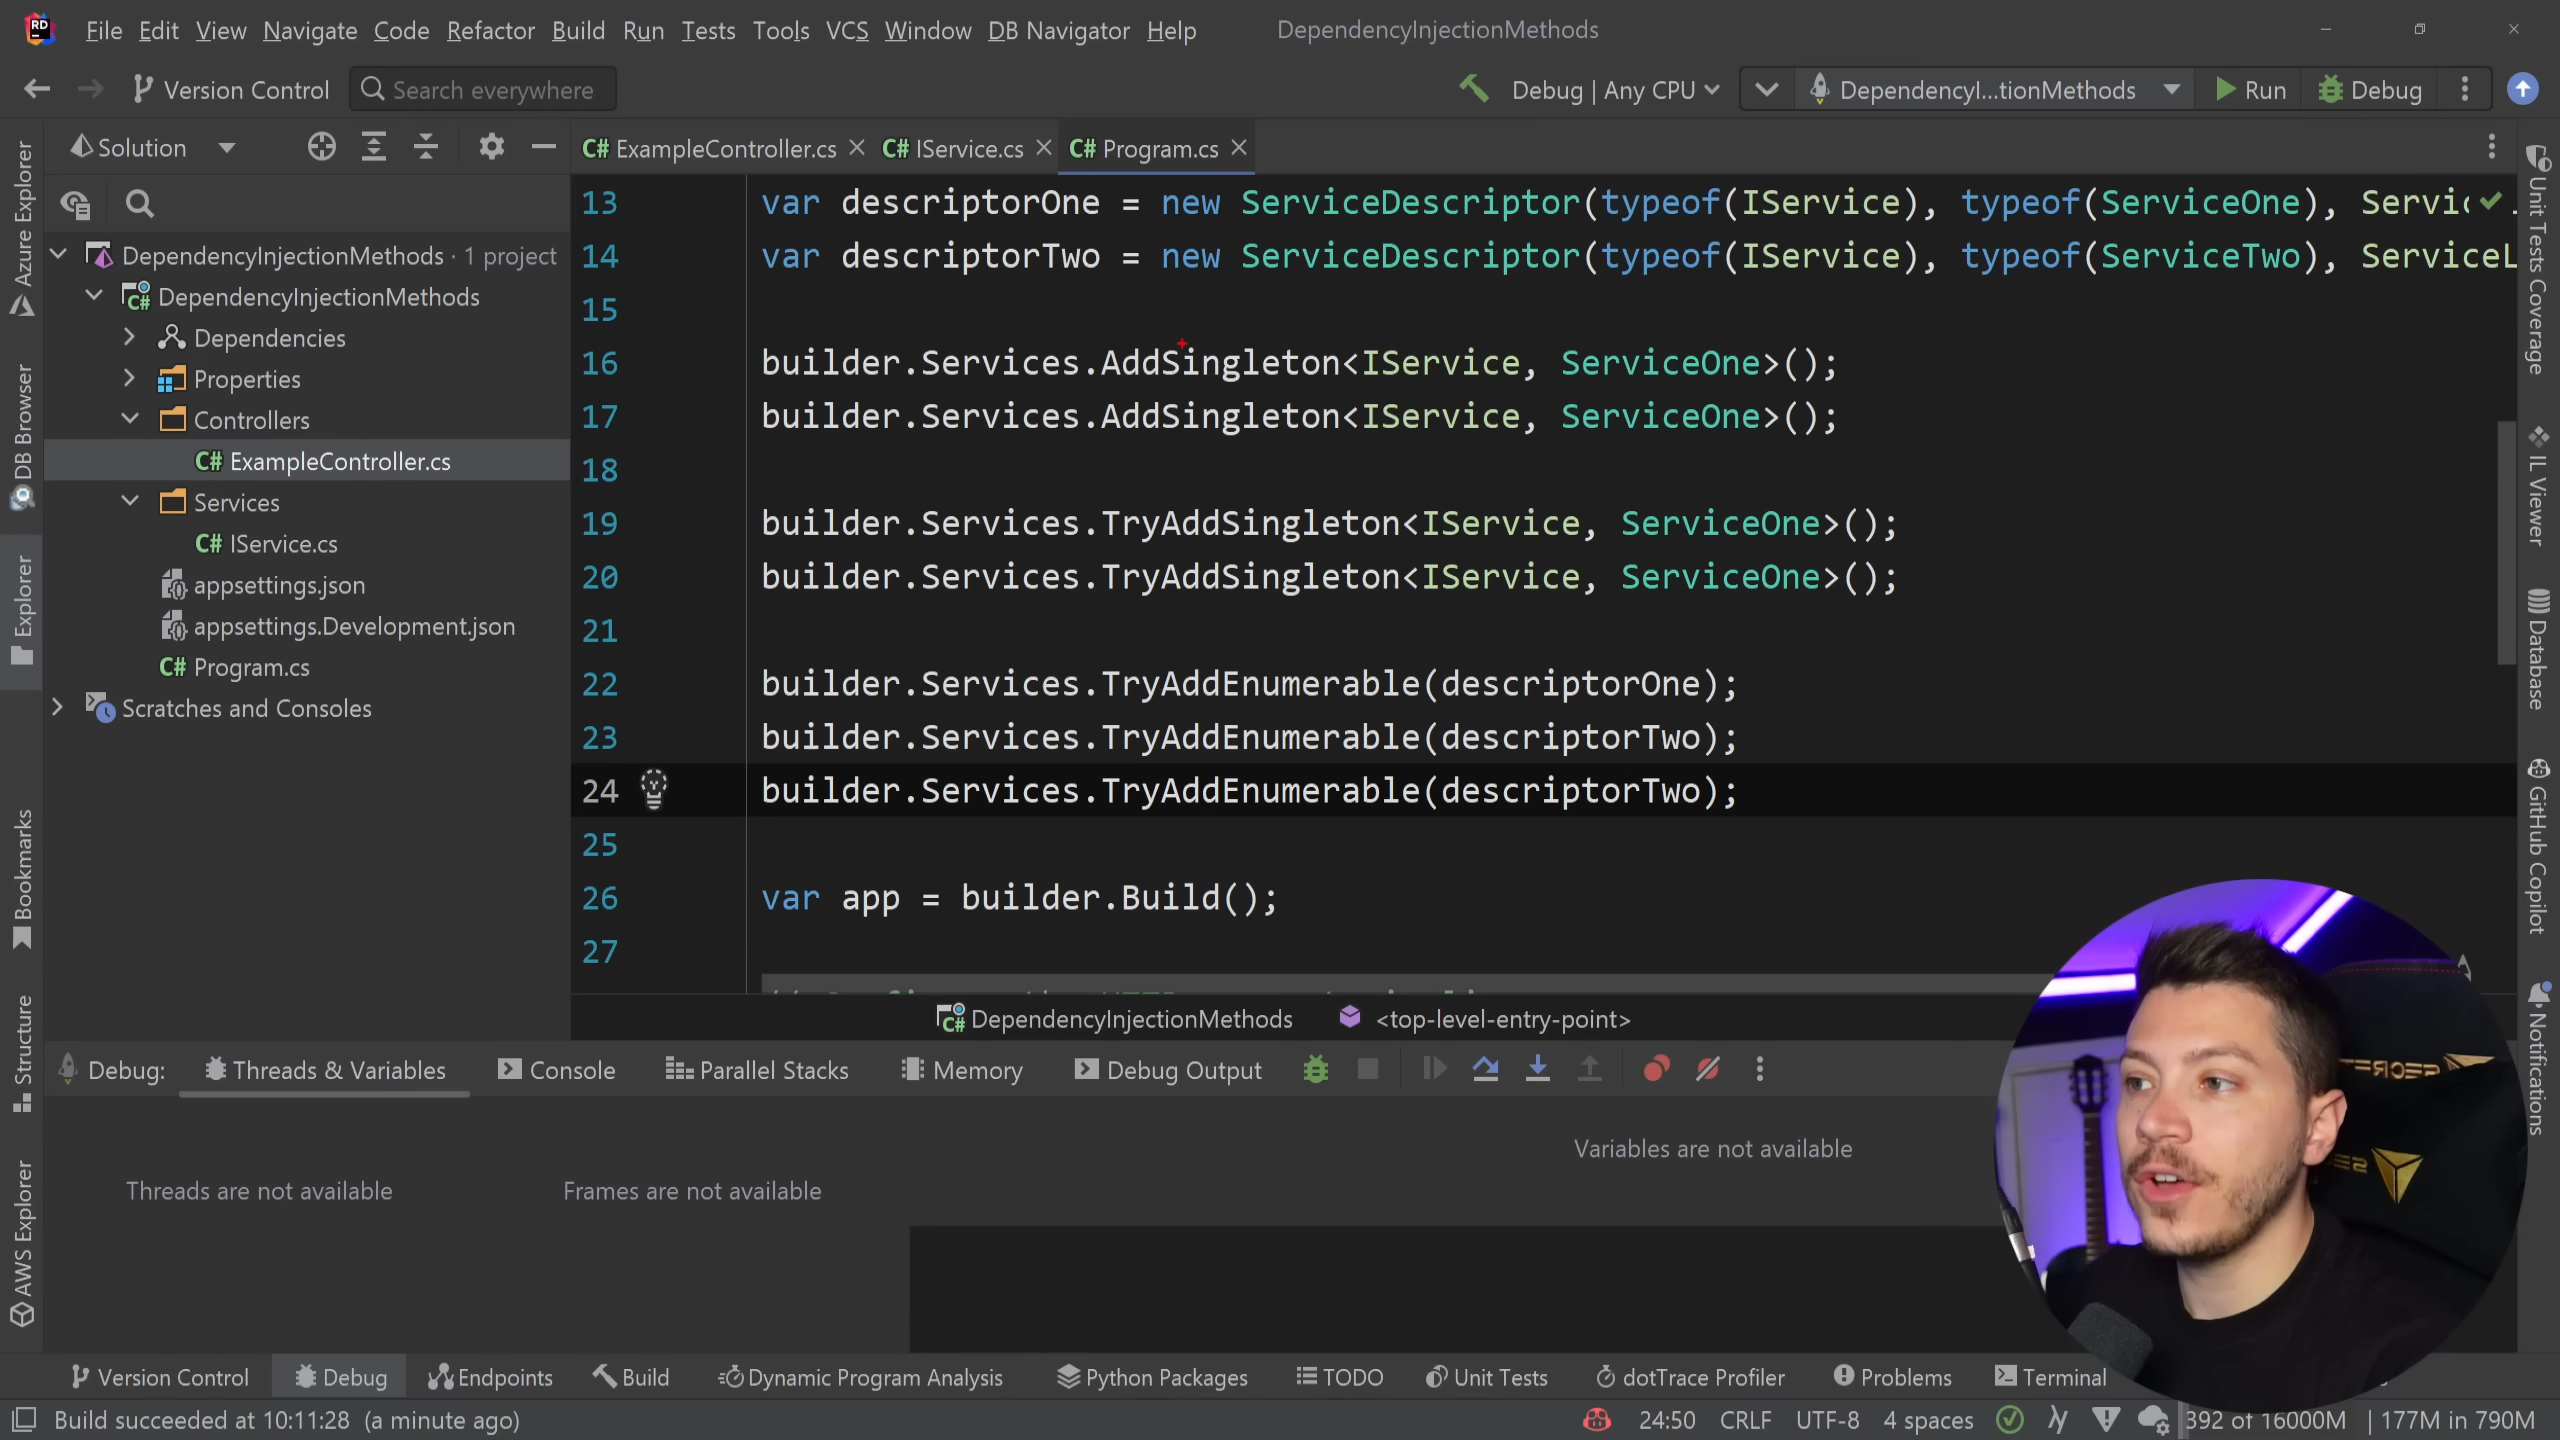 File Edit View Navigate Code Refactor Build Run Tests Tools VCS Window DB Navigator Help DependencyInjectionMethods
Version Control Search everywhere Debug | Any CPU DependencyI...tionMethods Run Debug
Solution
ExampleController.cs IService.cs Program.cs
DependencyInjectionMethods · 1 project
DependencyInjectionMethods
Dependencies
Properties
Controllers
ExampleController.cs
Services
IService.cs
appsettings.json
appsettings.Development.json
Program.cs
Scratches and Consoles
Azure Explorer
DB Browser
Explorer
Bookmarks
Structure
AWS Explorer
13 var descriptorOne = new ServiceDescriptor(typeof(IService), typeof(ServiceOne), Servic
14 var descriptorTwo = new ServiceDescriptor(typeof(IService), typeof(ServiceTwo), ServiceL
15
16 builder.Services.AddSingleton<IService, ServiceOne>();
17 builder.Services.AddSingleton<IService, ServiceOne>();
18
19 builder.Services.TryAddSingleton<IService, ServiceOne>();
20 builder.Services.TryAddSingleton<IService, ServiceOne>();
21
22 builder.Services.TryAddEnumerable(descriptorOne);
23 builder.Services.TryAddEnumerable(descriptorTwo);
24 builder.Services.TryAddEnumerable(descriptorTwo);
25
26 var app = builder.Build();
27
DependencyInjectionMethods <top-level-entry-point>
Unit Tests Coverage
IL Viewer
Database
GitHub Copilot
Notifications
Debug: Threads & Variables Console Parallel Stacks Memory Debug Output
Threads are not available
Frames are not available
Variables are not available
Version Control Debug Endpoints Build Dynamic Program Analysis Python Packages TODO Unit Tests dotTrace Profiler Problems Terminal
Build succeeded at 10:11:28 (a minute ago) 24:50 CRLF UTF-8 4 spaces 392 of 16000M 177M in 790M